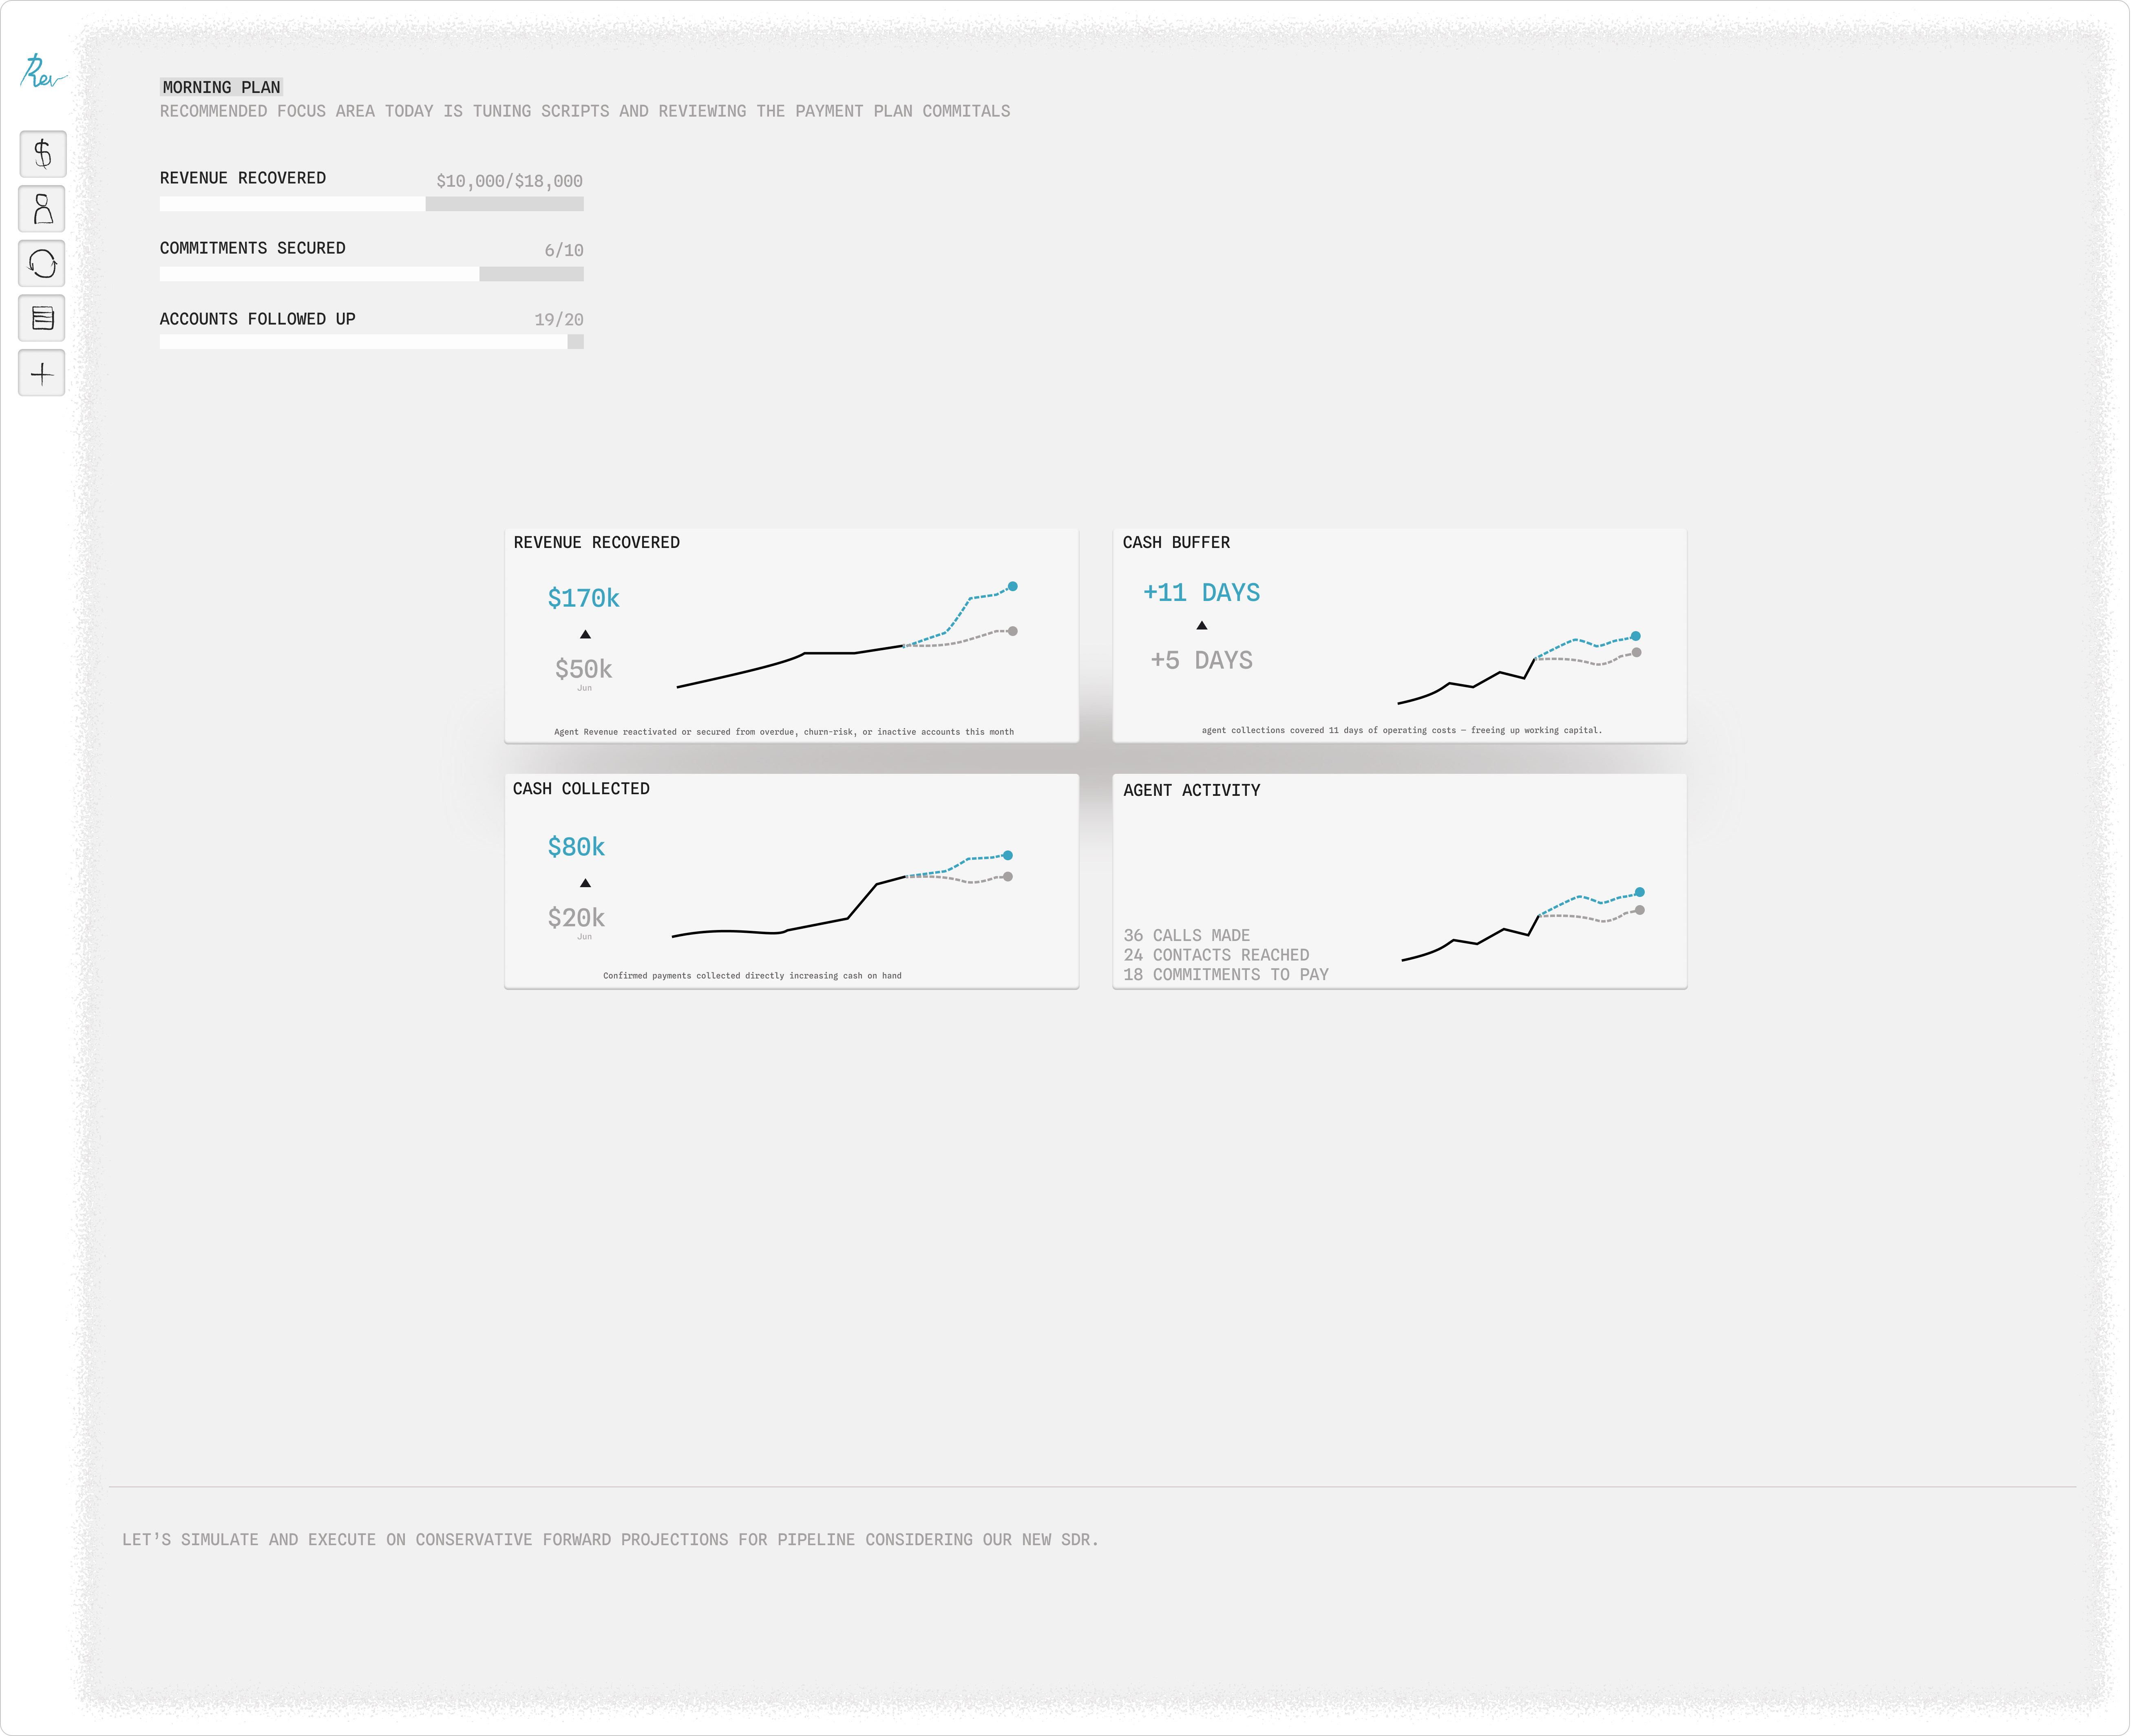 Rev
MORNING PLAN
RECOMMENDED FOCUS AREA TODAY IS TUNING SCRIPTS AND REVIEWING THE PAYMENT PLAN COMMITALS
$
REVENUE RECOVERED
$10,000/$18,000
COMMITMENTS SECURED
6/10
ACCOUNTS FOLLOWED UP
19/20
REVENUE RECOVERED
$170k
$50k
Jun
Agent Revenue reactivated or secured from overdue, churn-risk, or inactive accounts this month
CASH BUFFER
+11 DAYS
+5 DAYS
agent collections covered 11 days of operating costs — freeing up working capital.
CASH COLLECTED
$80k
$20k
Jun
Confirmed payments collected directly increasing cash on hand
AGENT ACTIVITY
36 CALLS MADE
24 CONTACTS REACHED
18 COMMITMENTS TO PAY
LET’S SIMULATE AND EXECUTE ON CONSERVATIVE FORWARD PROJECTIONS FOR PIPELINE CONSIDERING OUR NEW SDR.